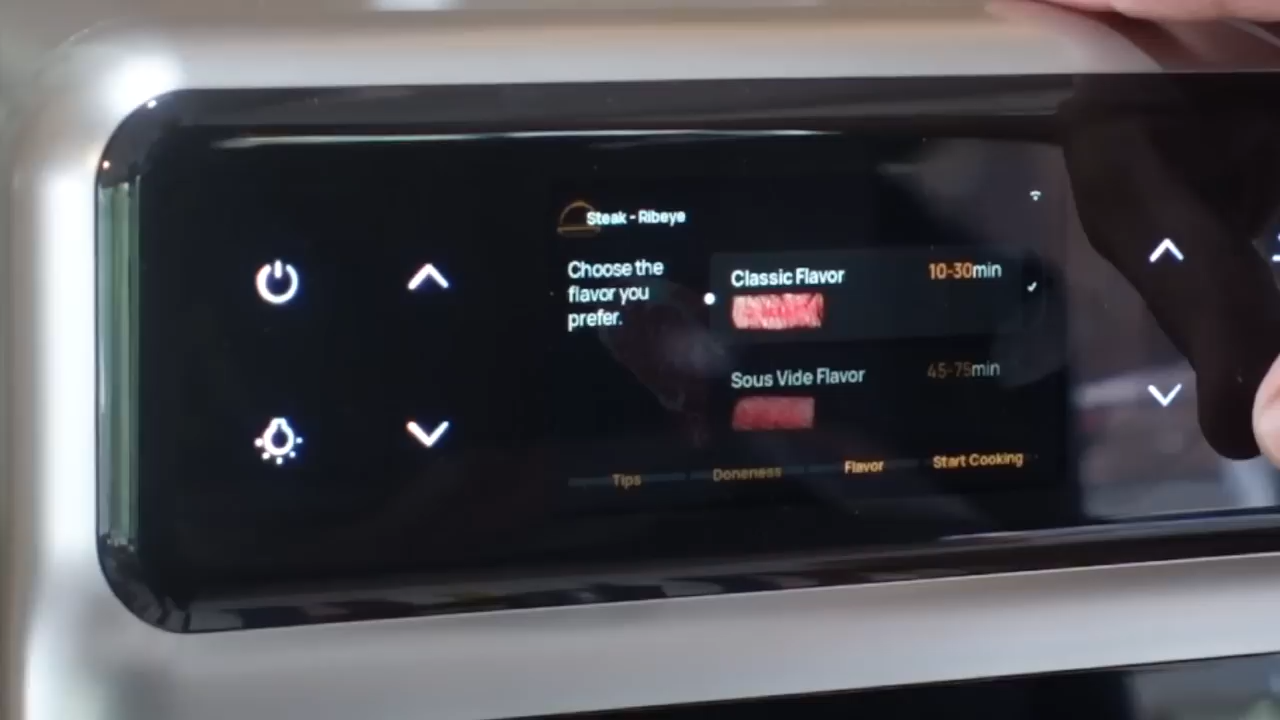 Steak - Ribeye
Choose the
flavor you
prefer.
Classic Flavor
10-30min
Sous Vide Flavor
45-75min
Tips
Doneness
Flavor
Start Cooking